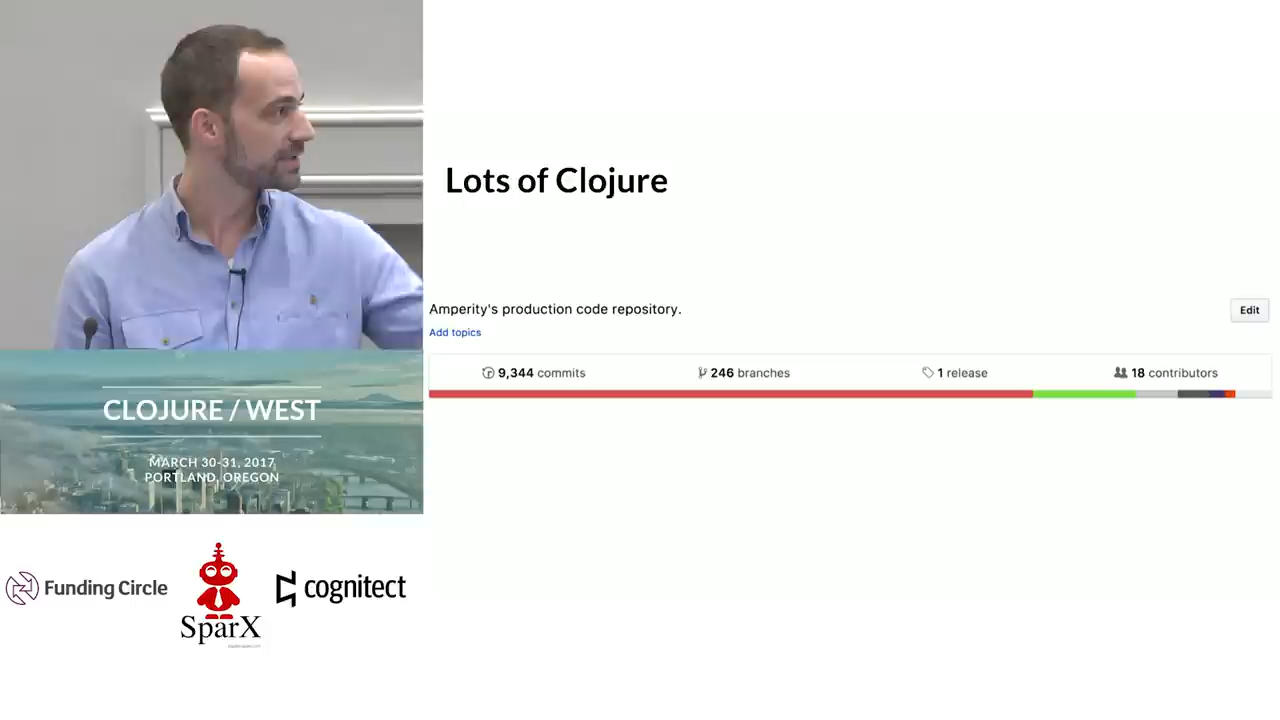 Lots of Clojure
Amperity's production code repository.
Edit
Add topics
9,344 commits
246 branches
1 release
18 contributors
CLOJURE / WEST
MARCH 30-31, 2017
PORTLAND, OREGON
Funding Circle
SparX
cognitect